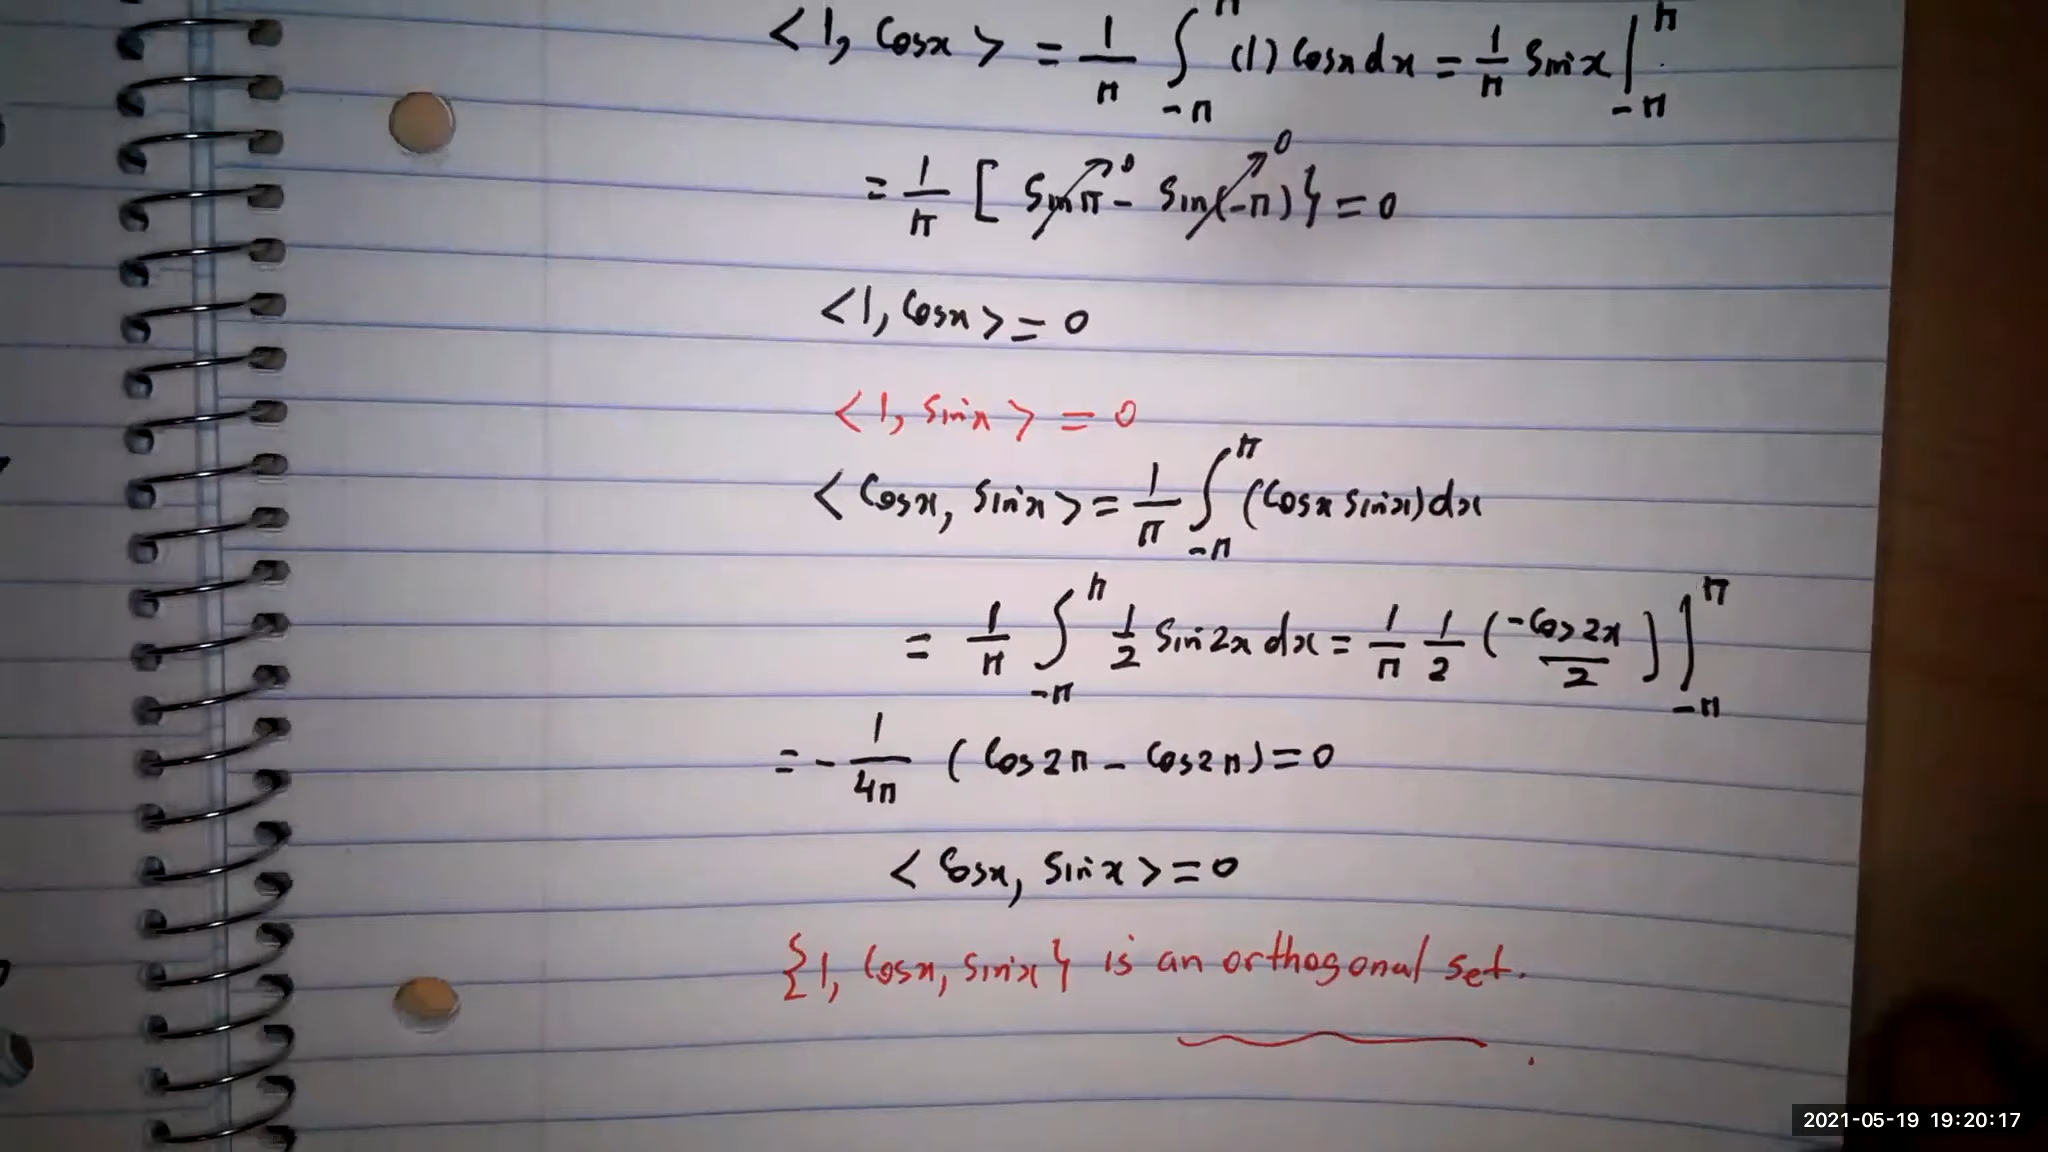 < 1, Cosx > = 1/π ∫_{-π}^{π} (1) Cosx dx = 1/π Sinx |_{-π}^{π}
= 1/π [ Sinπ→0 - Sin(-π)→0 } = 0
< 1, Cosx > = 0
< 1, Sinx > = 0
< Cosx, Sinx > = 1/π ∫_{-π}^{π} (Cosx Sinx) dx
= 1/π ∫_{-π}^{π} 1/2 Sin2x dx = 1/π 1/2 (-Cos2x/2) ]_{-π}^{π}
= - 1/4π ( Cos2π - Cos2π) = 0
< Cosx, Sinx > = 0
{1, Cosx, Sinx} is an orthogonal set.
2021-05-19 19:20:17